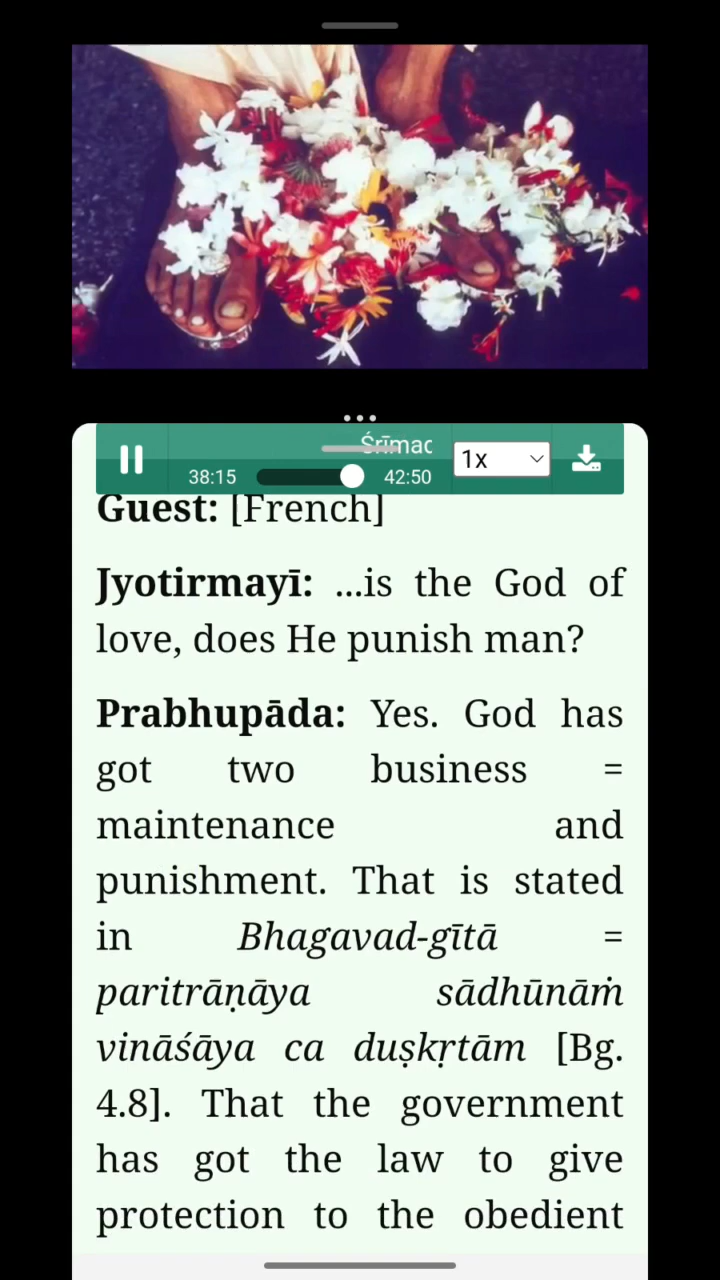 Śrīmad
1x
38:15
42:50
Guest: [French]
Jyotirmayī: ...is the God of
love, does He punish man?
Prabhupāda: Yes. God has
got two business =
maintenance and
punishment. That is stated
in Bhagavad-gītā =
paritrāṇāya sādhūnāṁ
vināśāya ca duṣkṛtām [Bg.
4.8]. That the government
has got the law to give
protection to the obedient